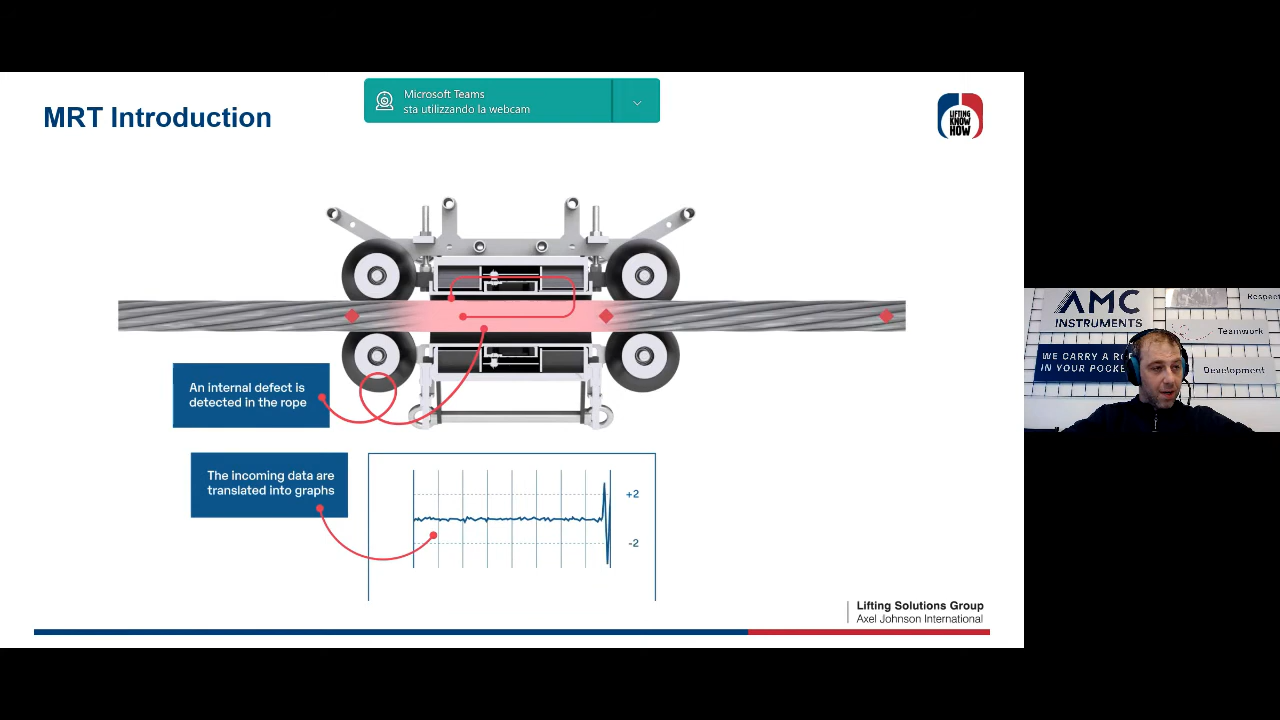 MRT Introduction
Microsoft Teams
sta utilizzando la webcam
LIFTING
KNOW
HOW
An internal defect is
detected in the rope
The incoming data are
translated into graphs
+2
-2
Lifting Solutions Group
Axel Johnson International
AMC
INSTRUMENTS
WE CARRY A
IN YOUR
Respect
Teamwork
Development